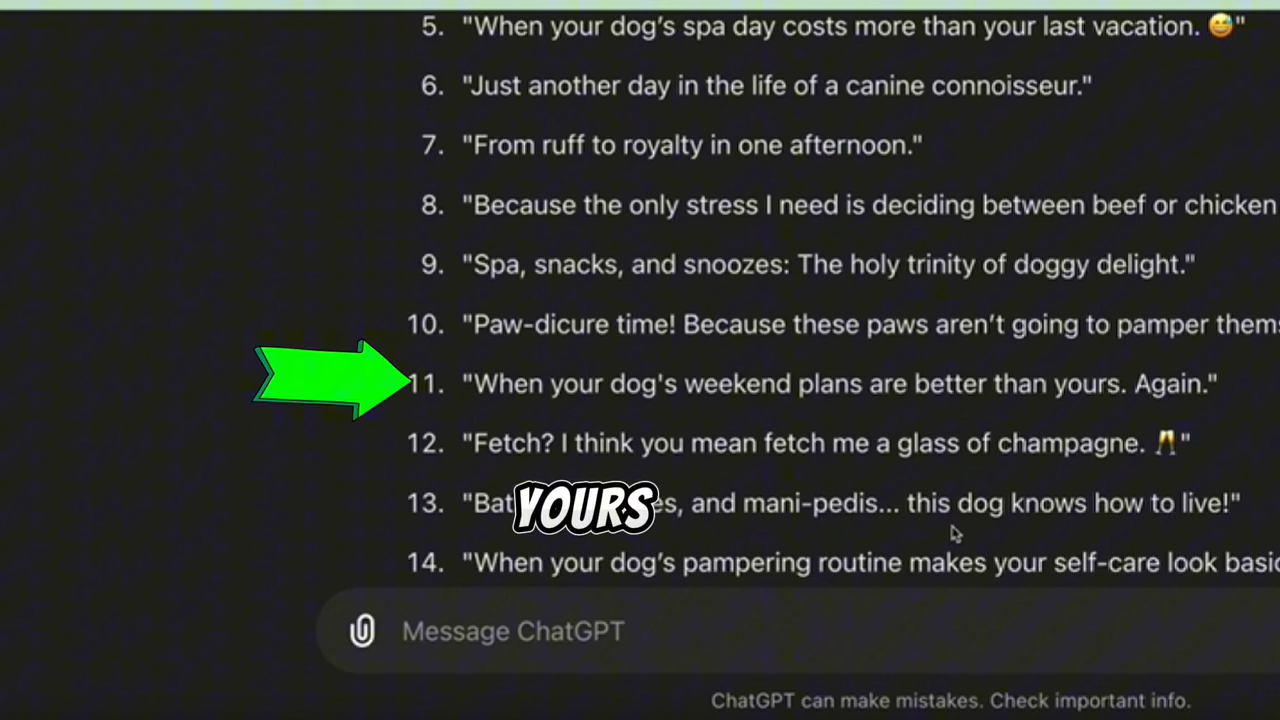 5. "When your dog’s spa day costs more than your last vacation. 😅"
6. "Just another day in the life of a canine connoisseur."
7. "From ruff to royalty in one afternoon."
8. "Because the only stress I need is deciding between beef or chicken
9. "Spa, snacks, and snoozes: The holy trinity of doggy delight."
10. "Paw-dicure time! Because these paws aren’t going to pamper
11. "When your dog's weekend plans are better than yours. Again."
12. "Fetch? I think you mean fetch me a glass of champagne. 🥂"
13. and mani-pedis... this dog knows how to live!"
YOURS
14. "When your dog’s pampering routine makes your self-care look
Message ChatGPT
ChatGPT can make mistakes. Check important info.